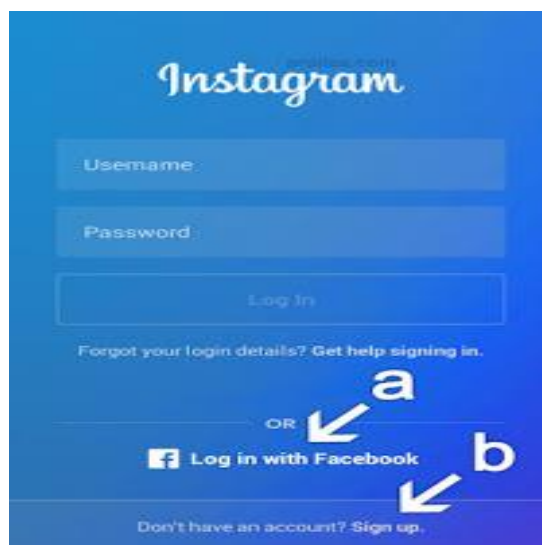 Instagram
Username
Password
Log In
Forgot your login details? Get help signing in.
a
OR
Log in with Facebook
b
Don't have an account? Sign up.